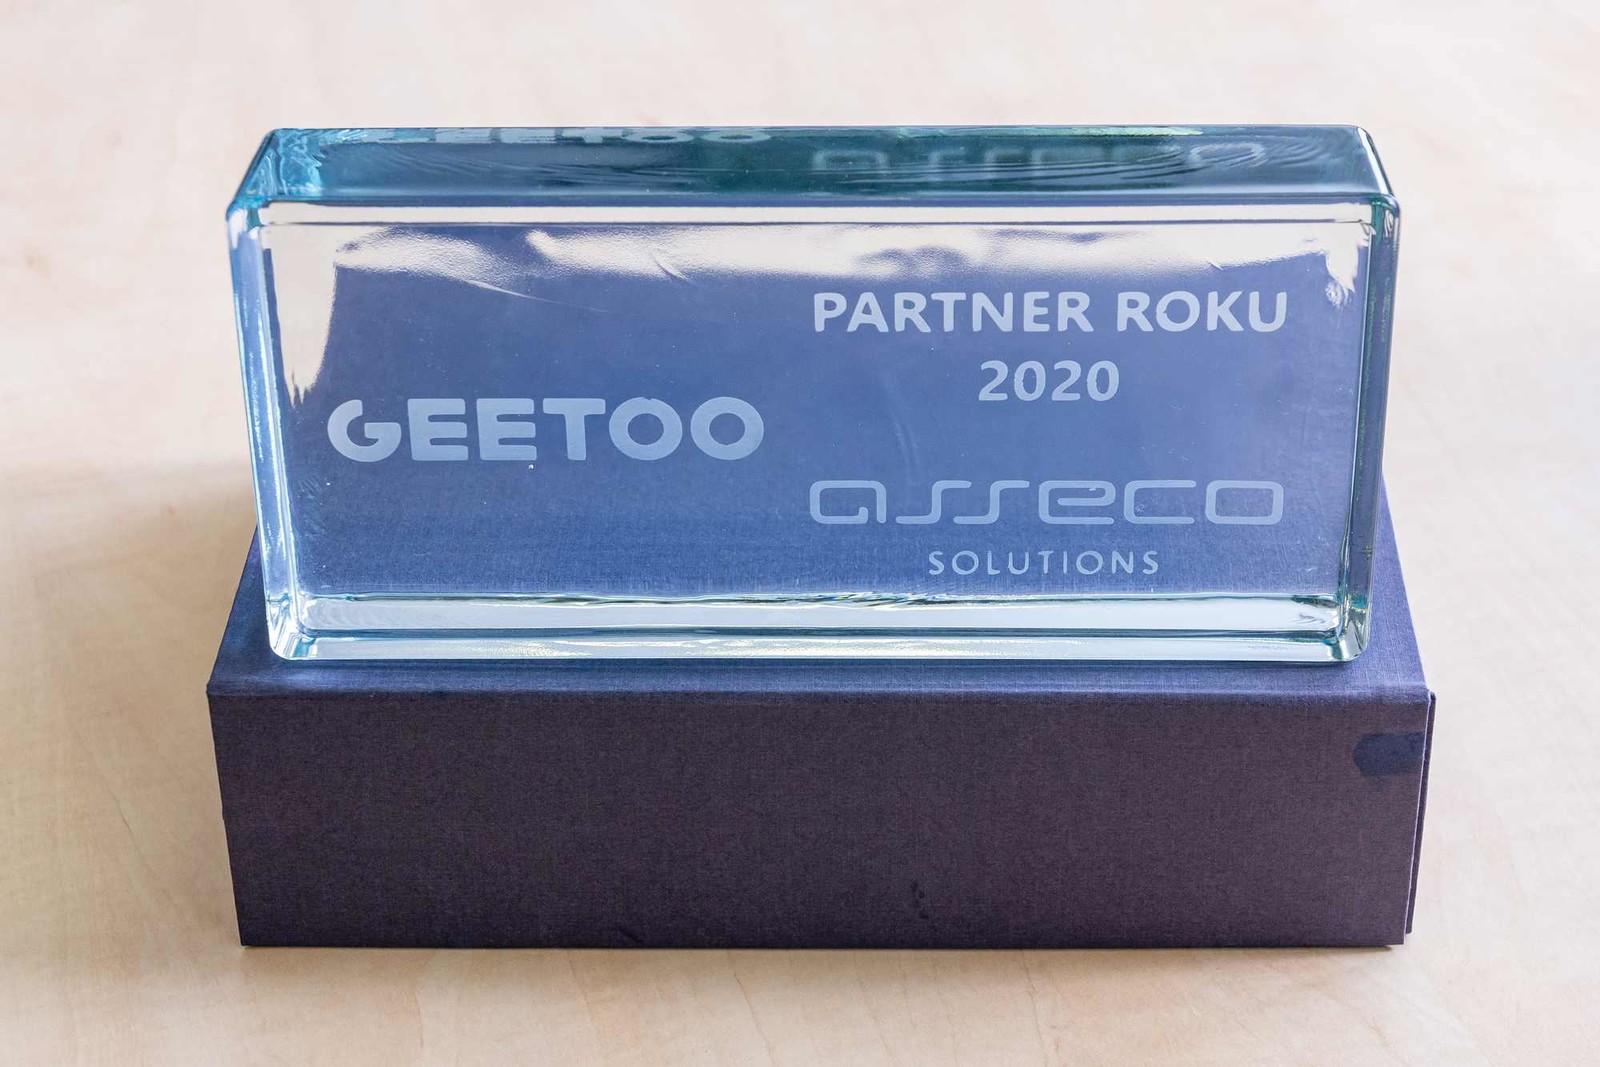 GEETOO
PARTNER ROKU
2020
asseco
SOLUTIONS